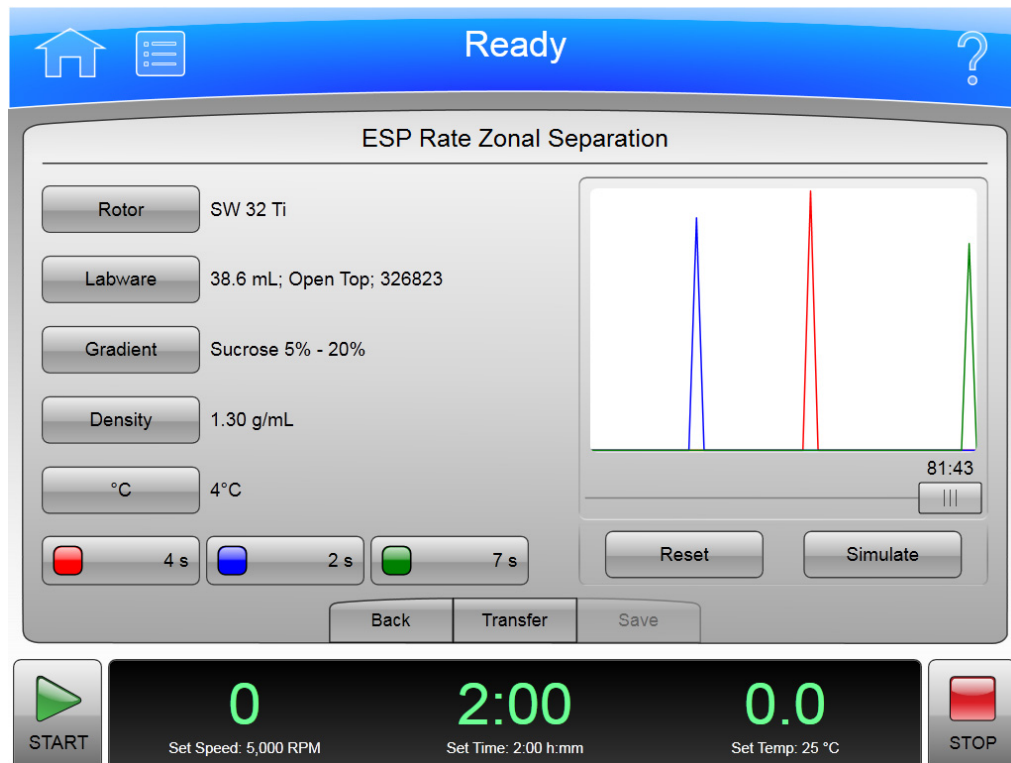 Ready
ESP Rate Zonal Separation
Rotor SW 32 Ti
Labware 38.6 mL; Open Top; 326823
Gradient Sucrose 5% - 20%
Density 1.30 g/mL
°C 4°C
81:43
4 s 2 s 7 s
Reset Simulate
Back Transfer Save
0 2:00 0.0
START Set Speed: 5,000 RPM Set Time: 2:00 h:mm Set Temp: 25 °C STOP